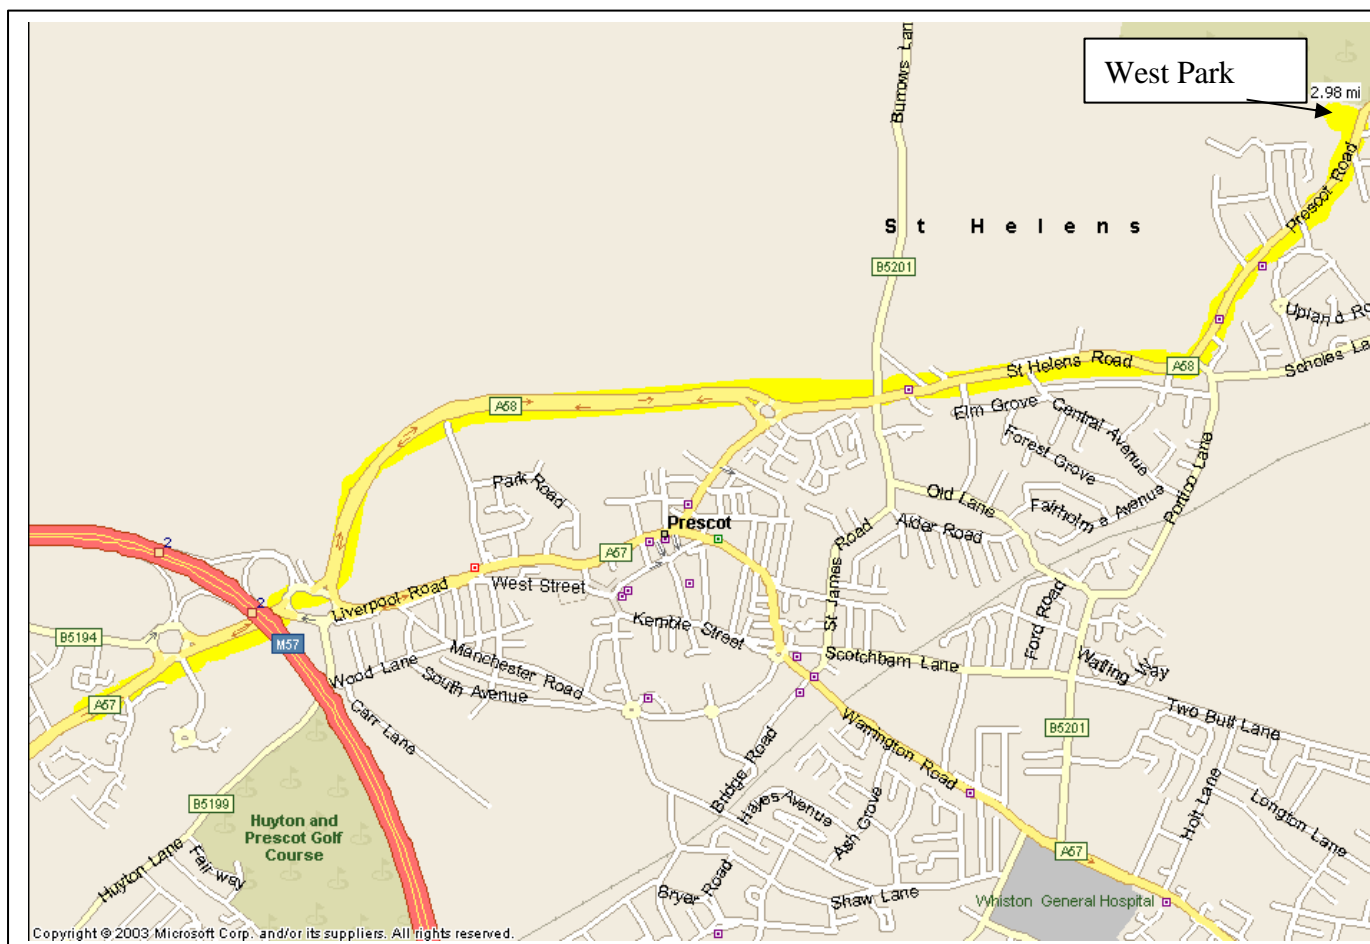 West Park
2.98 mi
Burrows Lan
Prescot Road
St Helens
B5201
Upland Ro
Scholes La
St Helens Road
A58
A58
Elm Grove
Central Avenue
Forest Grove
Portico Lane
Park Road
Old Lane
Fairholme Avenue
Alder Road
Prescot
2
A57
West Street
Liverpool Road
2
St James Road
Ford Road
Kemble Street
B5194
M57
Wood Lane
Manchester Road
South Avenue
Scotchbarn Lane
Watling Way
A57
Carr Lane
Two Butt Lane
B5201
Warrington Road
Bridge Road
B5199
Hayes Avenue
Ash Grove
Holt Lane
Longton Lane
Huyton and
Prescot Golf
Course
A57
Huyton Lane
Fairway
Bryer Road
Shaw Lane
Whiston General Hospital
Copyright © 2003 Microsoft Corp. and/or its suppliers. All rights reserved.